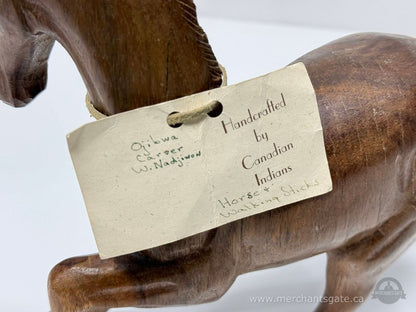 Ojibwa
Carver
W. Nadjiwon
Handcrafted
by
Canadian
Indians
Horse +
Walking Sticks
www.merchantsgate.ca